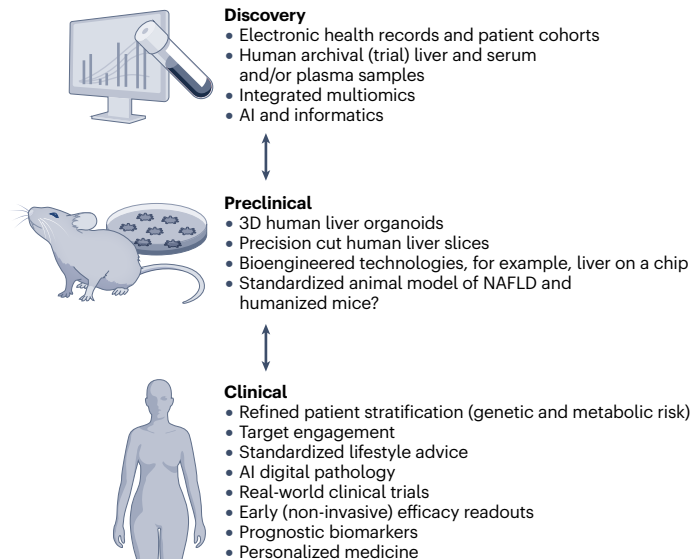 Discovery
• Electronic health records and patient cohorts
• Human archival (trial) liver and serum
and/or plasma samples
• Integrated multiomics
• AI and informatics
Preclinical
• 3D human liver organoids
• Precision cut human liver slices
• Bioengineered technologies, for example, liver on a chip
• Standardized animal model of NAFLD and
humanized mice?
Clinical
• Refined patient stratification (genetic and metabolic risk)
• Target engagement
• Standardized lifestyle advice
• AI digital pathology
• Real-world clinical trials
• Early (non-invasive) efficacy readouts
• Prognostic biomarkers
• Personalized medicine